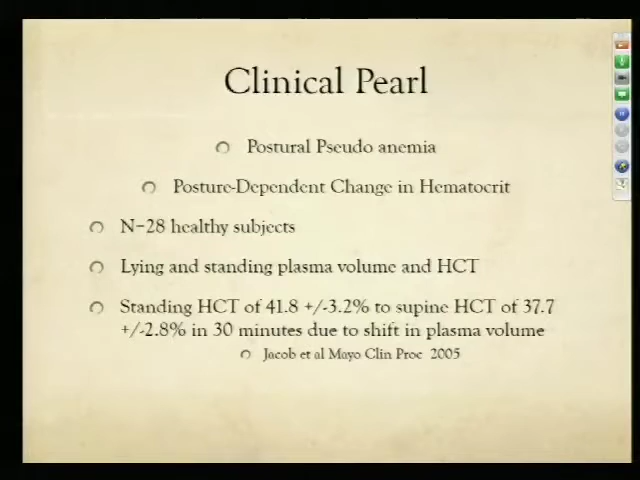 Clinical Pearl
Postural Pseudo anemia
Posture-Dependent Change in Hematocrit
N-28 healthy subjects
Lying and standing plasma volume and HCT
Standing HCT of 41.8 +/-3.2% to supine HCT of 37.7
+/-2.8% in 30 minutes due to shift in plasma volume
Jacob et al Mayo Clin Proc 2005